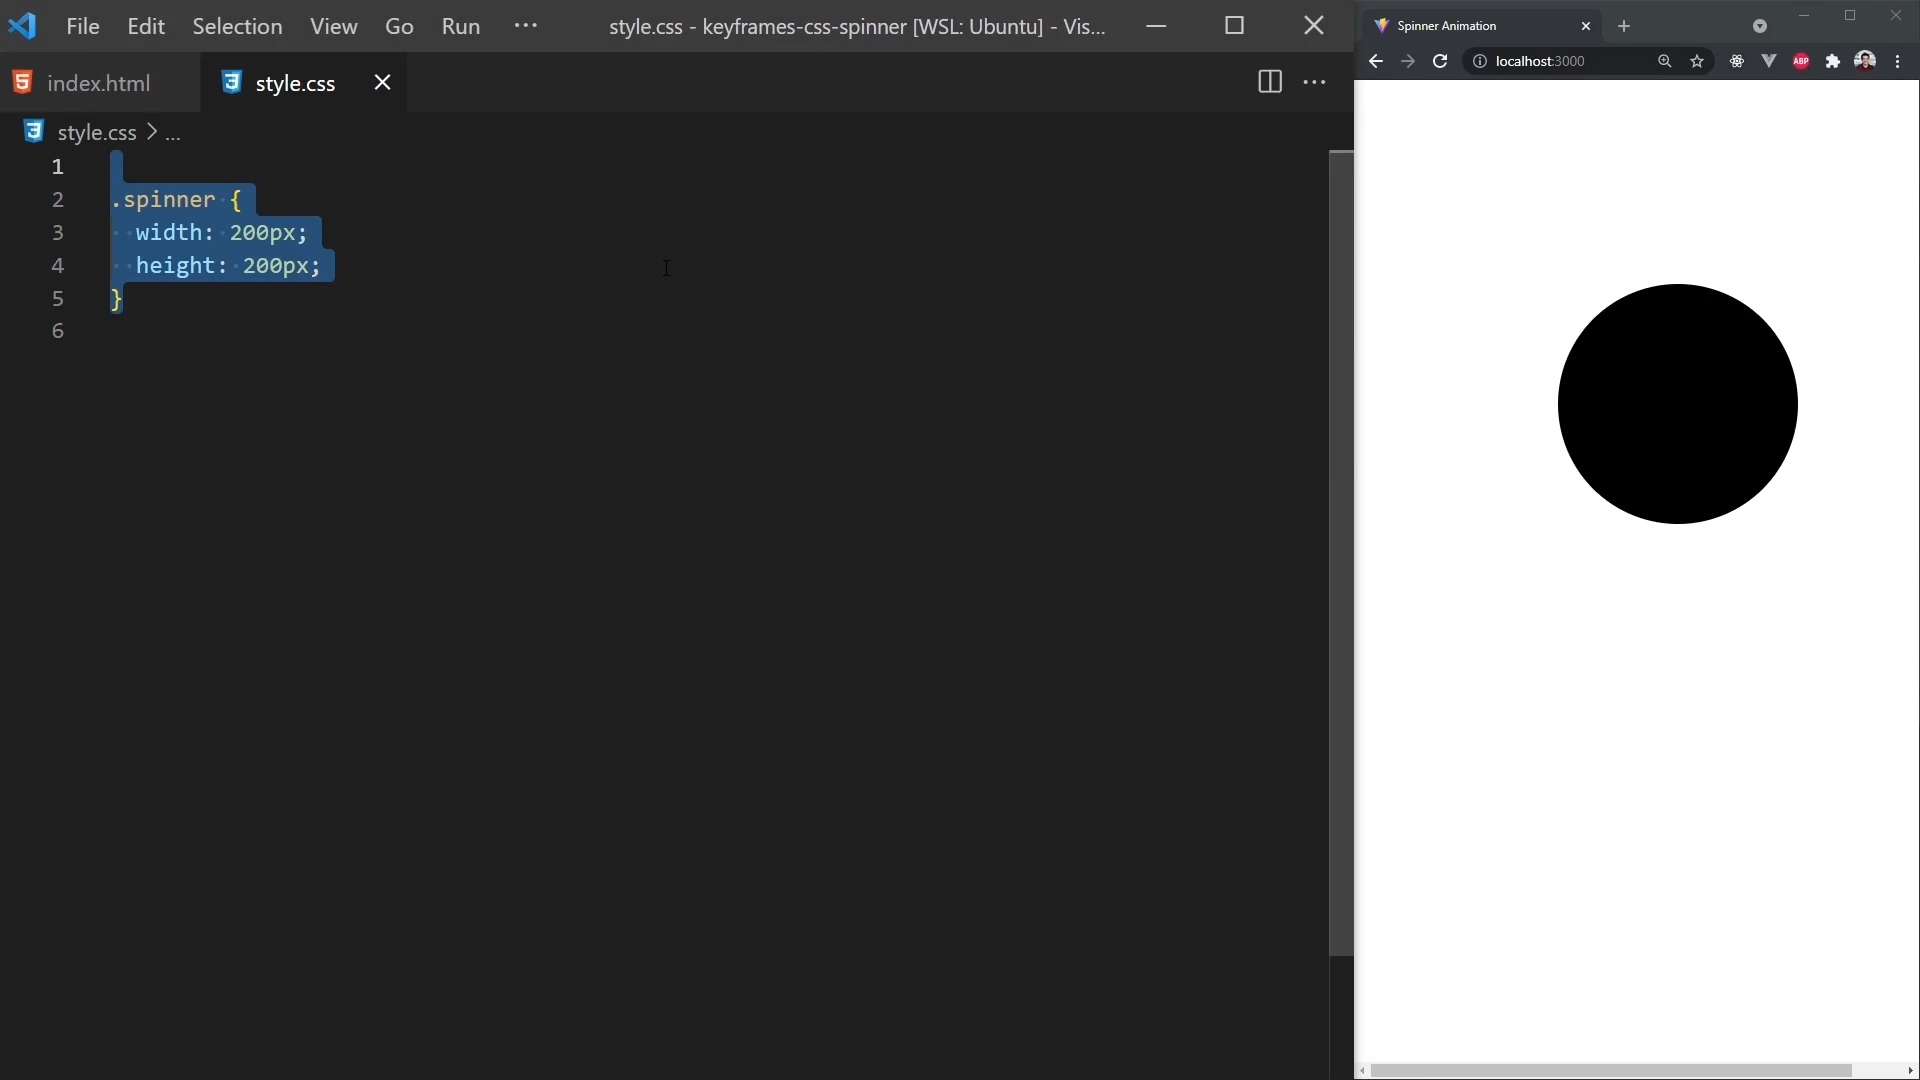 File Edit Selection View Go Run ··· style.css - keyframes-css-spinner [WSL: Ubuntu] - Vis...
index.html style.css
style.css > ...
1
2 .spinner {
3 width: 200px;
4 height: 200px;
5 }
6
Spinner Animation
localhost:3000
ABP